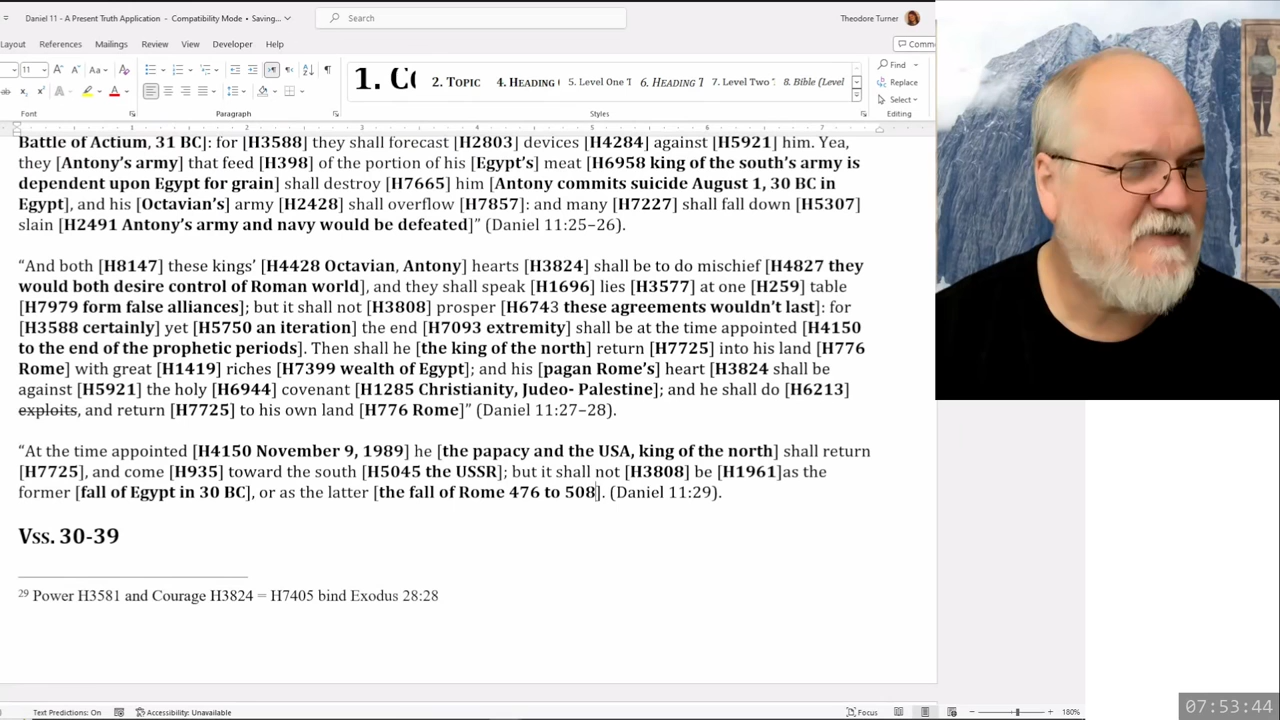 Daniel 11 - A Present Truth Application - Compatibility Mode • Saving... Search Theodore Turner
Layout References Mailings Review View Developer Help
11 Aa 1. 2. TOPIC 4. HEADING 5. Level One 6. HEADING 7. Level Two 8. Bible (Level Find
Replace
Select
Font Paragraph Styles Editing
1 2 3 4 5 6 7
Battle of Actium, 31 BC]: for [H3588] they shall forecast [H2803] devices [H4284] against [H5921] him. Yea,
they [Antony’s army] that feed [H398] of the portion of his [Egypt’s] meat [H6958 king of the south’s army is
dependent upon Egypt for grain] shall destroy [H7665] him [Antony commits suicide August 1, 30 BC in
Egypt], and his [Octavian’s] army [H2428] shall overflow [H7857]: and many [H7227] shall fall down [H5307]
slain [H2491 Antony’s army and navy would be defeated]” (Daniel 11:25–26).
“And both [H8147] these kings’ [H4428 Octavian, Antony] hearts [H3824] shall be to do mischief [H4827 they
would both desire control of Roman world], and they shall speak [H1696] lies [H3577] at one [H259] table
[H7979 form false alliances]; but it shall not [H3808] prosper [H6743 these agreements wouldn’t last]: for
[H3588 certainly] yet [H5750 an iteration] the end [H7093 extremity] shall be at the time appointed [H4150
to the end of the prophetic periods]. Then shall he [the king of the north] return [H7725] into his land [H776
Rome] with great [H1419] riches [H7399 wealth of Egypt]; and his [pagan Rome’s] heart [H3824 shall be
against [H5921] the holy [H6944] covenant [H1285 Christianity, Judeo- Palestine]; and he shall do [H6213]
exploits, and return [H7725] to his own land [H776 Rome]” (Daniel 11:27–28).
“At the time appointed [H4150 November 9, 1989] he [the papacy and the USA, king of the north] shall return
[H7725], and come [H935] toward the south [H5045 the USSR]; but it shall not [H3808] be [H1961]as the
former [fall of Egypt in 30 BC], or as the latter [the fall of Rome 476 to 508]. (Daniel 11:29).
Vss. 30-39
29 Power H3581 and Courage H3824 = H7405 bind Exodus 28:28
Text Predictions: On Accessibility: Unavailable Focus 180%
07:53:44